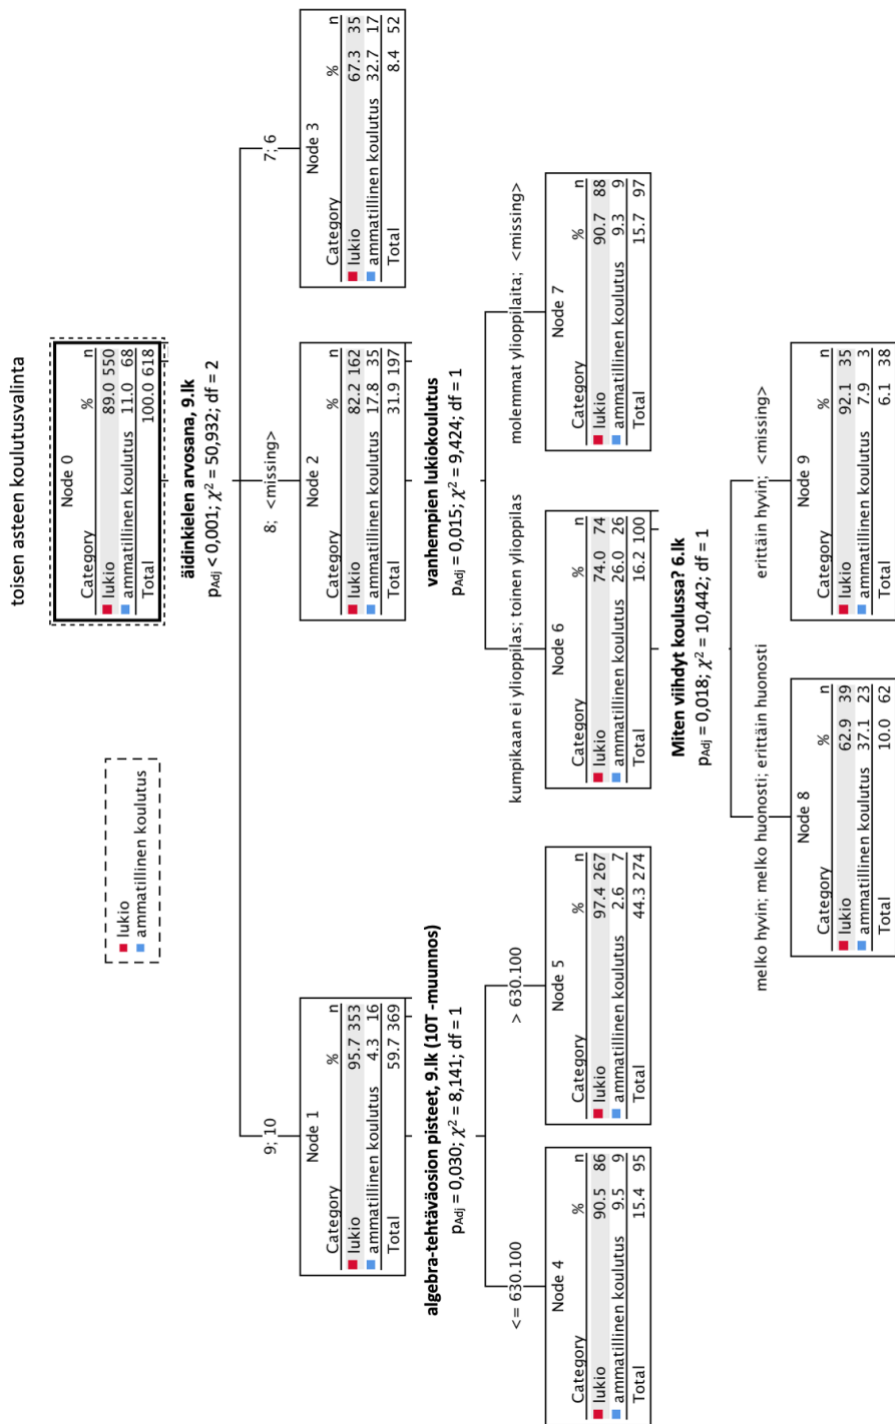 toisen asteen koulutusvalinta
lukio
ammatillinen koulutus
Node 0
Category % n
lukio 89.0 550
ammatillinen koulutus 11.0 68
Total 100.0 618
äidinkielen arvosana, 9.lk
pAdj < 0,001; χ² = 50,932; df = 2
9; 10
8; <missing>
7; 6
Node 1
Category % n
lukio 95.7 353
ammatillinen koulutus 4.3 16
Total 59.7 369
Node 2
Category % n
lukio 82.2 162
ammatillinen koulutus 17.8 35
Total 31.9 197
Node 3
Category % n
lukio 67.3 35
ammatillinen koulutus 32.7 17
Total 8.4 52
algebra-tehtäväosion pisteet, 9.lk (10T -muunnos)
pAdj = 0,030; χ² = 8,141; df = 1
vanhempien lukiokoulutus
pAdj = 0,015; χ² = 9,424; df = 1
<= 630.100
> 630.100
kumpikaan ei ylioppilas; toinen ylioppilas
molemmat ylioppilaita; <missing>
Node 4
Category % n
lukio 90.5 86
ammatillinen koulutus 9.5 9
Total 15.4 95
Node 5
Category % n
lukio 97.4 267
ammatillinen koulutus 2.6 7
Total 44.3 274
Node 6
Category % n
lukio 74.0 74
ammatillinen koulutus 26.0 26
Total 16.2 100
Node 7
Category % n
lukio 90.7 88
ammatillinen koulutus 9.3 9
Total 15.7 97
Miten viihdyt koulussa? 6.lk
pAdj = 0,018; χ² = 10,442; df = 1
melko hyvin; melko huonosti; erittäin huonosti
erittäin hyvin; <missing>
Node 8
Category % n
lukio 62.9 39
ammatillinen koulutus 37.1 23
Total 10.0 62
Node 9
Category % n
lukio 92.1 35
ammatillinen koulutus 7.9 3
Total 6.1 38